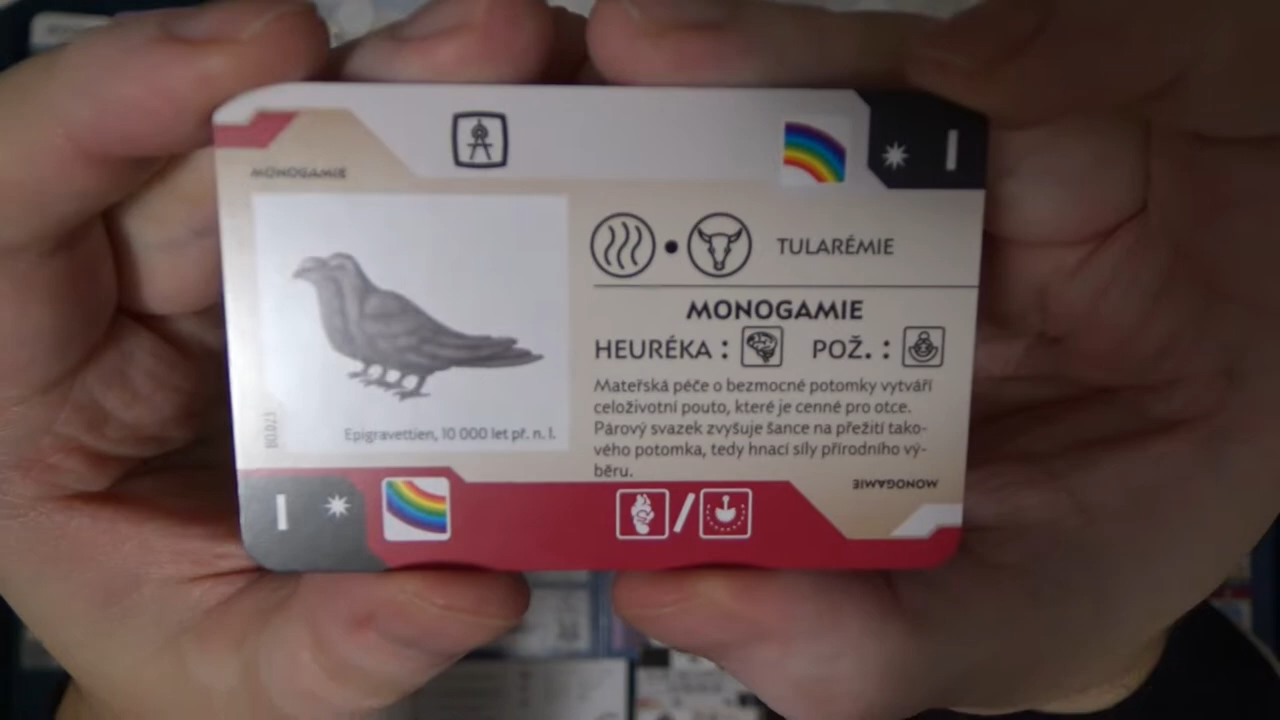 MONOGAMIE
I
TULARÉMIE
MONOGAMIE
HEURÉKA : POŽ. :
Mateřská péče o bezmocné potomky vytváří
celoživotní pouto, které je cenné pro otce.
Párový svazek zvyšuje šance na přežití tako-
vého potomka, tedy hnací síly přírodního vý-
běru.
Epigravettien, 10 000 let př. n. l.
MONOGAMIE
I
/